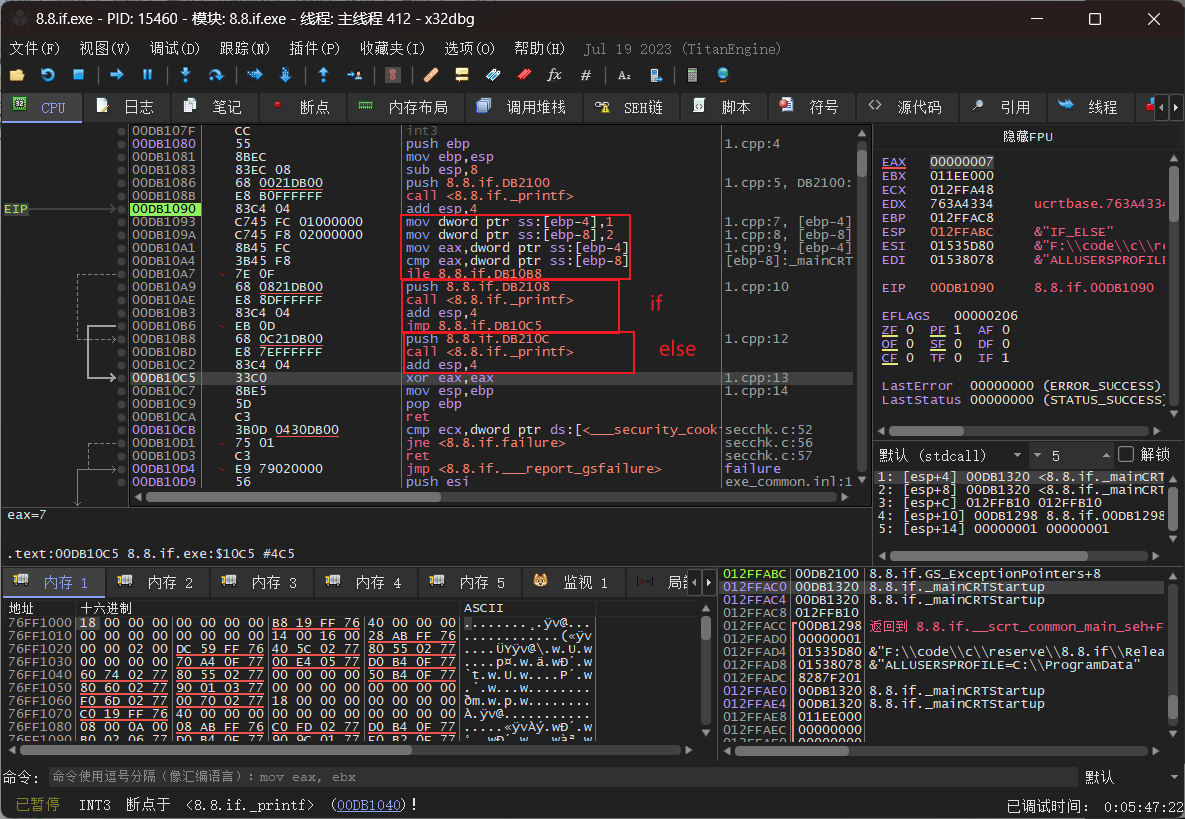 8.8.if.exe - PID: 15460 - 模块: 8.8.if.exe - 线程: 主线程 412 - x32dbg
文件(F) 视图(V) 调试(D) 跟踪(N) 插件(P) 收藏夹(I) 选项(O) 帮助(H) Jul 19 2023 (TitanEngine)
CPU 日志 笔记 断点 内存布局 调用堆栈 SEH链 脚本 符号 源代码 引用 线程
00DB107F CC int3
00DB1080 55 push ebp 1.cpp:4
00DB1081 8BEC mov ebp,esp
00DB1083 83EC 08 sub esp,8
00DB1086 68 0021DB00 push 8.8.if.DB2100 1.cpp:5, DB2100:
00DB108B E8 B0FFFFFF call <8.8.if._printf>
EIP 00DB1090 83C4 04 add esp,4
00DB1093 C745 FC 01000000 mov dword ptr ss:[ebp-4],1 1.cpp:7, [ebp-4]
00DB109A C745 F8 02000000 mov dword ptr ss:[ebp-8],2 1.cpp:8, [ebp-8]
00DB10A1 8B45 FC mov eax,dword ptr ss:[ebp-4] 1.cpp:9, [ebp-4]
00DB10A4 3B45 F8 cmp eax,dword ptr ss:[ebp-8] [ebp-8]:_mainCRT
00DB10A7 7E 0F jle 8.8.if.DB10B8
00DB10A9 68 0821DB00 push 8.8.if.DB2108 1.cpp:10
00DB10AE E8 8DFFFFFF call <8.8.if._printf>
if
00DB10B3 83C4 04 add esp,4
00DB10B6 EB 0D jmp 8.8.if.DB10C5
00DB10B8 68 0C21DB00 push 8.8.if.DB210C 1.cpp:12
00DB10BD E8 7EFFFFFF call <8.8.if._printf>
else
00DB10C2 83C4 04 add esp,4
00DB10C5 33C0 xor eax,eax 1.cpp:13
00DB10C7 8BE5 mov esp,ebp 1.cpp:14
00DB10C9 5D pop ebp
00DB10CA C3 ret
00DB10CB 3B0D 0430DB00 cmp ecx,dword ptr ds:[<___security_cook secchk.c:52
00DB10D1 75 01 jne <8.8.if.failure> secchk.c:56
00DB10D3 C3 ret secchk.c:57
00DB10D4 E9 79020000 jmp <8.8.if.___report_gsfailure> failure
00DB10D9 56 push esi exe_common.inl:1
隐藏FPU
EAX 00000007
EBX 011EE000
ECX 012FFA48
EDX 763A4334 ucrtbase.763A4334
EBP 012FFAC8
ESP 012FFABC &"IF_ELSE"
ESI 01535D80 &"F:\\code\\c\\re
EDI 01538078 &"ALLUSERSPROFILE
EIP 00DB1090 8.8.if.00DB1090
EFLAGS 00000206
ZF 0 PF 1 AF 0
OF 0 SF 0 DF 0
CF 0 TF 0 IF 1
LastError 00000000 (ERROR_SUCCESS)
LastStatus 00000000 (STATUS_SUCCESS)
默认 (stdcall) 5 解锁
1: [esp+4] 00DB1320 <8.8.if._mainCRT
2: [esp+8] 00DB1320 <8.8.if._mainCRT
3: [esp+C] 012FFB10 012FFB10
4: [esp+10] 00DB1298 8.8.if.00DB1298
5: [esp+14] 00000001 00000001
eax=7
.text:00DB10C5 8.8.if.exe:$10C5 #4C5
内存 1 内存 2 内存 3 内存 4 内存 5 监视 1
地址 十六进制 ASCII
76FF1000 18 00 00 00 00 00 00 00 B8 19 FF 76 40 00 00 00 ........¸.ÿv@...
76FF1010 00 00 00 00 00 00 00 00 14 00 16 00 28 AB FF 76 ............(«ÿv
76FF1020 00 00 02 00 DC 59 FF 76 40 5C 02 77 80 55 02 77 ....ÜYÿv@\.w.U.w
76FF1030 00 00 00 00 70 A4 0F 77 00 E4 05 77 D0 B4 0F 77 ....p¤.w.ä.wÐ´.w
76FF1040 60 74 02 77 80 55 02 77 00 00 00 00 50 B4 0F 77 `t.w.U.w....P´.w
76FF1050 80 60 02 77 90 01 03 77 00 00 00 00 00 00 00 00 .`.w...w........
76FF1060 F0 6D 02 77 00 70 02 77 18 00 00 00 00 00 00 00 ðm.w.p.w........
76FF1070 C0 19 FF 76 40 00 00 00 00 00 00 00 00 00 00 00 À.ÿv@...........
76FF1080 08 00 0A 00 08 AB FF 76 C0 FD 02 77 D0 B4 0F 77 .....«ÿvÀý.wÐ´.w
012FFABC 00DB2100 8.8.if.GS_ExceptionPointers+8
012FFAC0 00DB1320 8.8.if._mainCRTStartup
012FFAC4 00DB1320 8.8.if._mainCRTStartup
012FFAC8 012FFB10
012FFACC 00DB1298 返回到 8.8.if.__scrt_common_main_seh+F
012FFAD0 00000001
012FFAD4 01535D80 &"F:\\code\\c\\reserve\\8.8.if\\Relea
012FFAD8 01538078 &"ALLUSERSPROFILE=C:\\ProgramData"
012FFADC 8287F201
012FFAE0 00DB1320 8.8.if._mainCRTStartup
012FFAE4 00DB1320 8.8.if._mainCRTStartup
012FFAE8 011EE000
012FFAEC 00000000
命令: 命令使用逗号分隔（像汇编语言）: mov eax, ebx 默认
已暂停 INT3 断点于 <8.8.if._printf> (00DB1040)! 已调试时间: 0:05:47:22